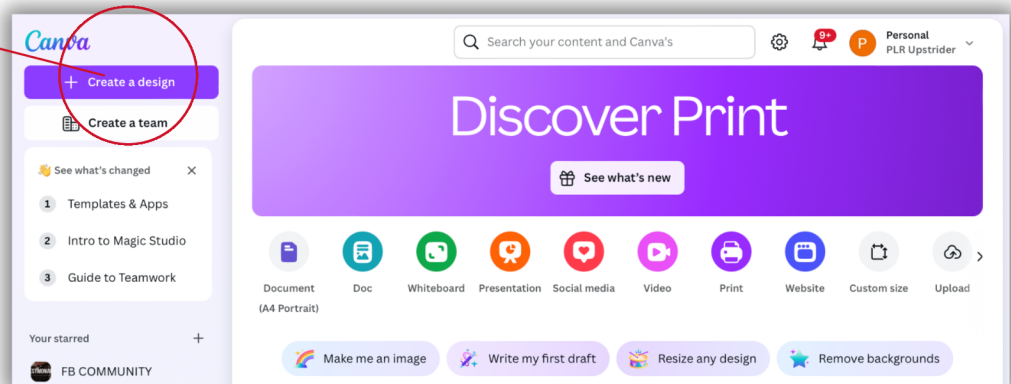 Canva
Search your content and Canva's
9+
P
Personal
PLR Upstrider
+ Create a design
Create a team
See what's changed
1 Templates & Apps
2 Intro to Magic Studio
3 Guide to Teamwork
Your starred
FB COMMUNITY
Discover Print
See what's new
Document
(A4 Portrait)
Doc
Whiteboard
Presentation
Social media
Video
Print
Website
Custom size
Upload
Make me an image
Write my first draft
Resize any design
Remove backgrounds